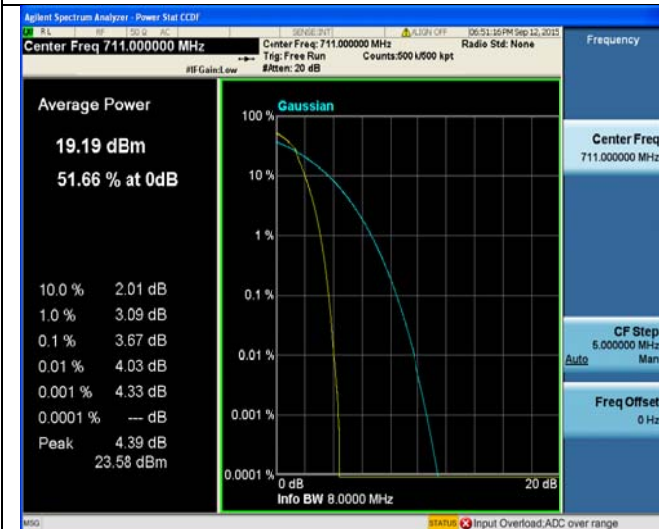 Agilent Spectrum Analyzer - Power Stat CCDF
RL RF 50 Ω AC SENSE:INT ALIGN OFF 06:51:16 PM Sep 12, 2015
Center Freq 711.000000 MHz
Center Freq: 711.000000 MHz
Radio Std: None
Trig: Free Run Counts:500 k/500 kpt
#IFGain:Low #Atten: 20 dB
Frequency
Average Power
19.19 dBm
51.66 % at 0dB
10.0 % 2.01 dB
1.0 % 3.09 dB
0.1 % 3.67 dB
0.01 % 4.03 dB
0.001 % 4.33 dB
0.0001 % --- dB
Peak 4.39 dB
23.58 dBm
Gaussian
100 %
10 %
1 %
0.1 %
0.01 %
0.001 %
0.0001 %
0 dB 20 dB
Info BW 8.0000 MHz
Center Freq
711.000000 MHz
CF Step
5.000000 MHz
Auto Man
Freq Offset
0 Hz
MSG STATUS Input Overload;ADC over range